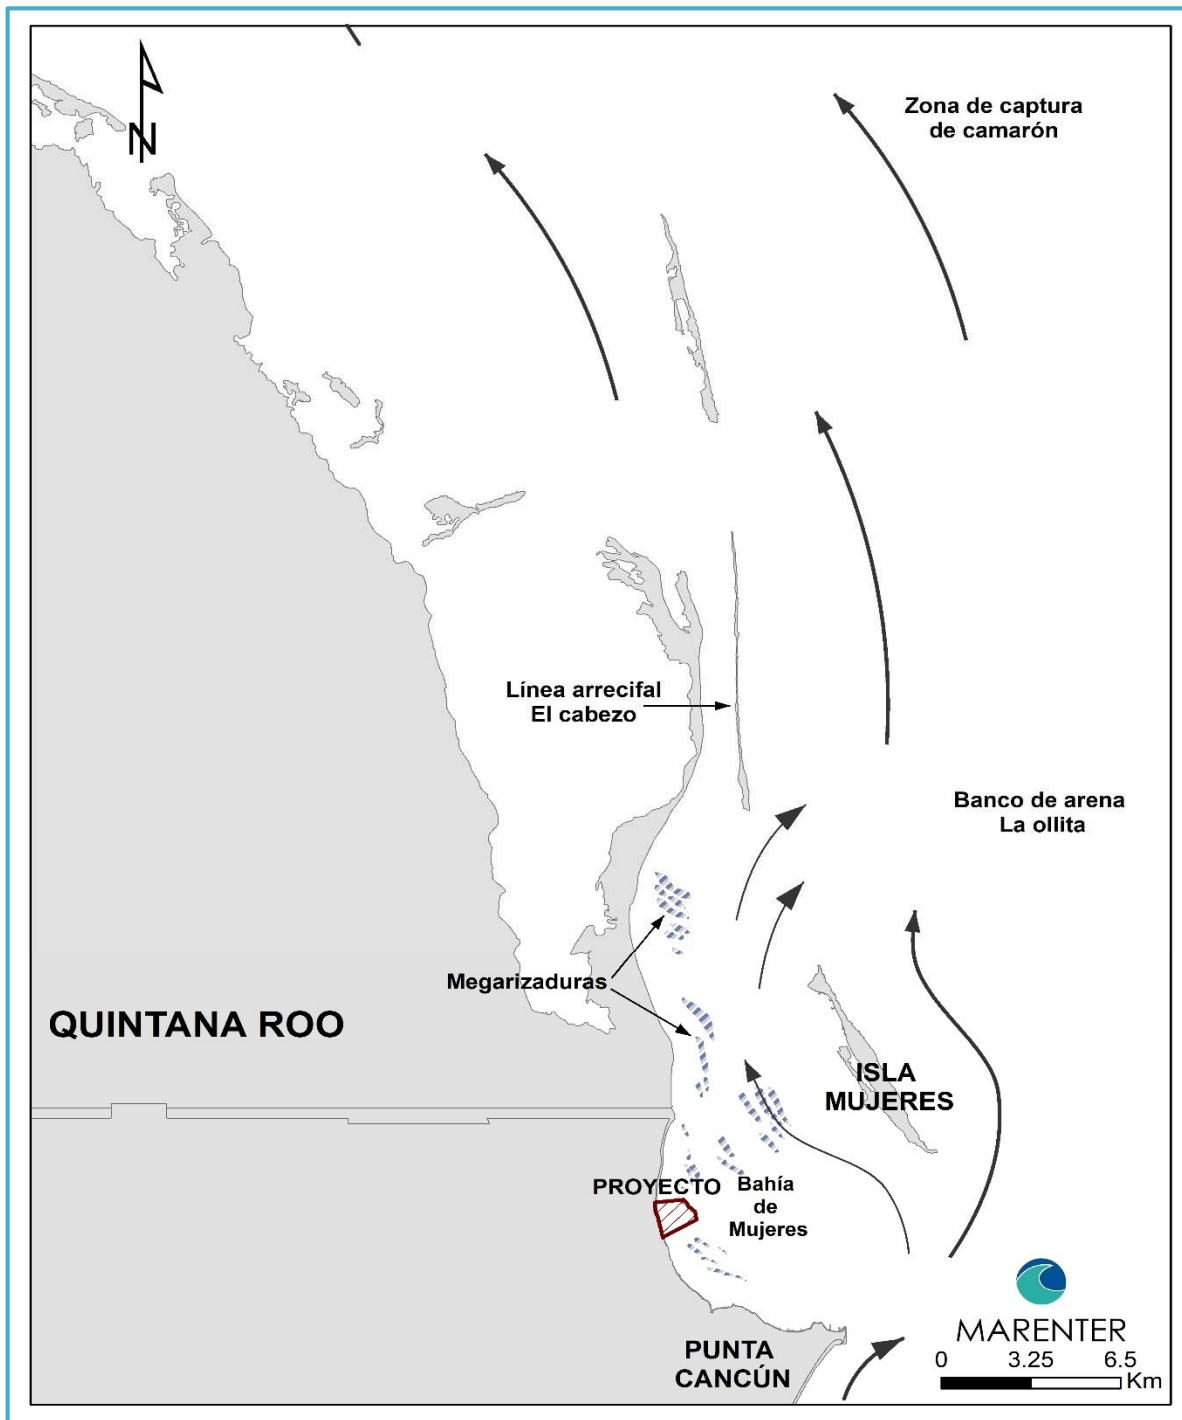 N
Zona de captura
de camarón
Línea arrecifal
El cabezo
Banco de arena
La ollita
Megarizaduras
QUINTANA ROO
ISLA
MUJERES
PROYECTO
Bahía
de
Mujeres
PUNTA
CANCÚN
MARENTER
0 3.25 6.5
Km